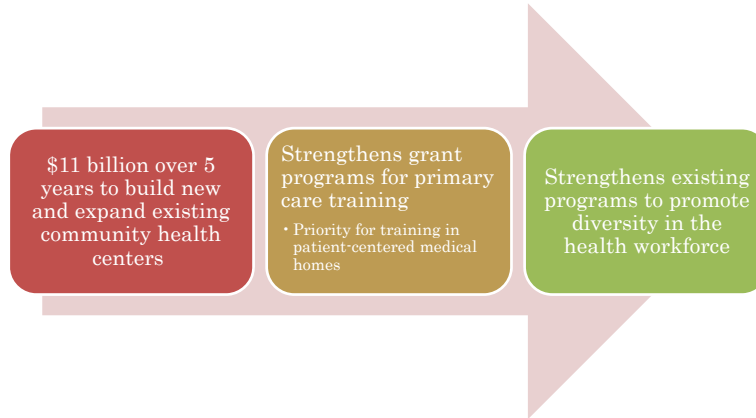 $11 billion over 5
years to build new
and expand existing
community health
centers
Strengthens grant
programs for primary
care training
• Priority for training in
patient-centered medical
homes
Strengthens existing
programs to promote
diversity in the
health workforce